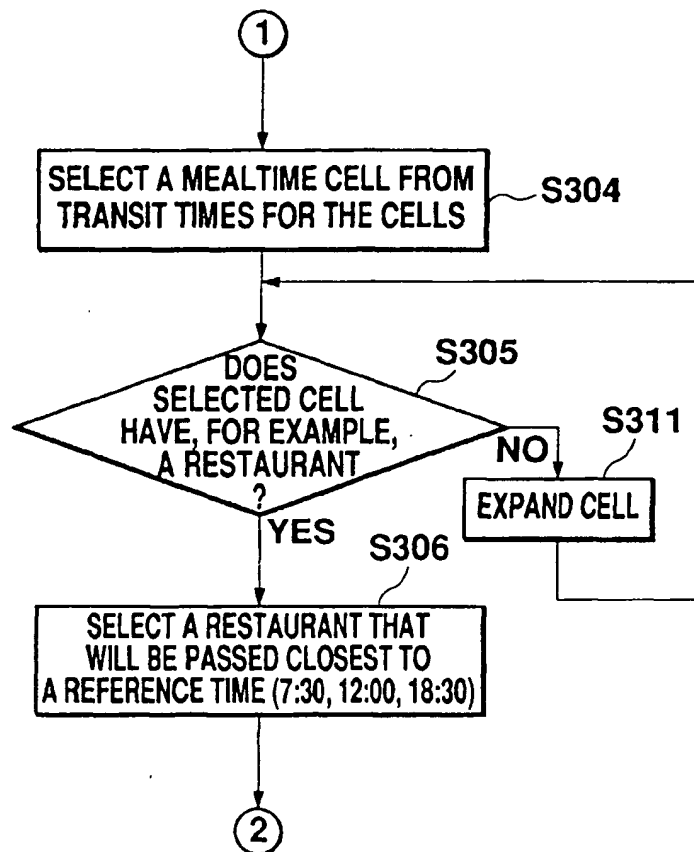 1
SELECT A MEALTIME CELL FROM
TRANSIT TIMES FOR THE CELLS
S304
S305
DOES
SELECTED CELL
HAVE, FOR EXAMPLE,
A RESTAURANT
?
NO
S311
EXPAND CELL
YES
S306
SELECT A RESTAURANT THAT
WILL BE PASSED CLOSEST TO
A REFERENCE TIME (7:30, 12:00, 18:30)
2